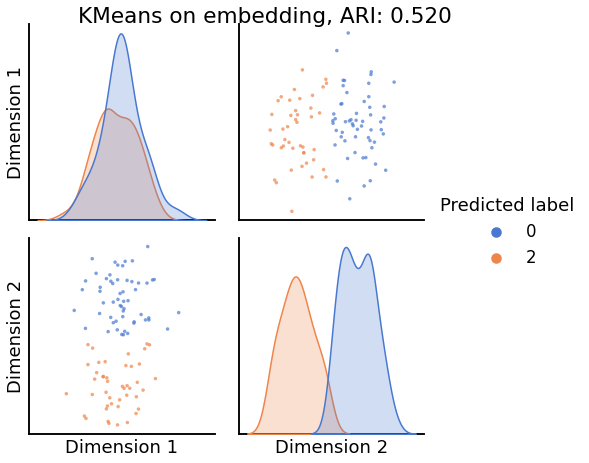 KMeans on embedding, ARI: 0.520
Dimension 1
Predicted label
0
2
Dimension 2
Dimension 1
Dimension 2